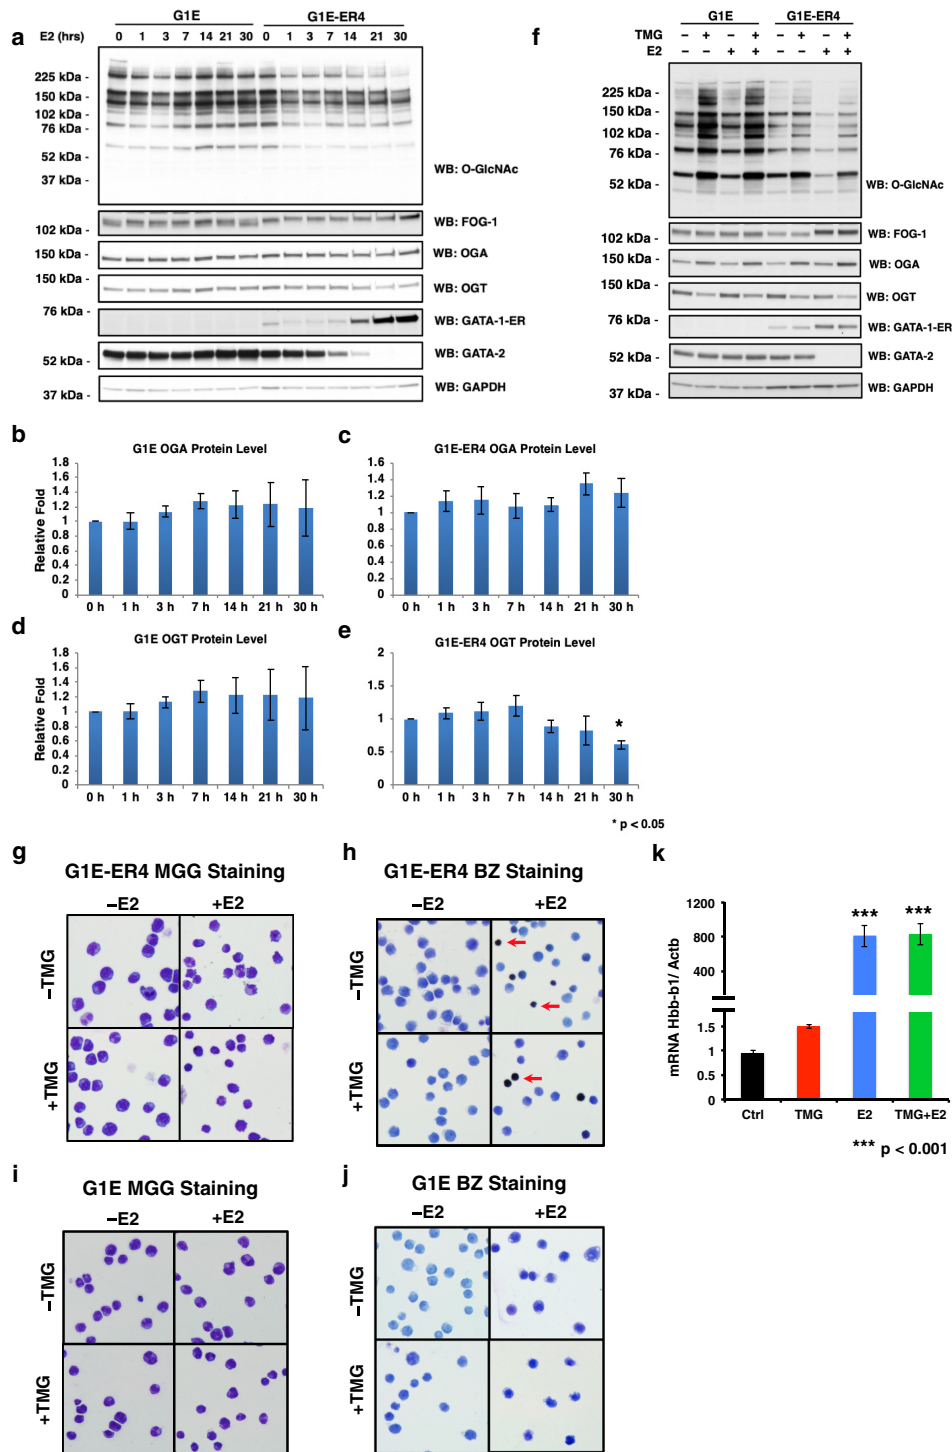 a
G1E
G1E-ER4
E2 (hrs) 0 1 3 7 14 21 30 0 1 3 7 14 21 30
225 kDa -
150 kDa -
102 kDa -
76 kDa -
52 kDa -
37 kDa -
WB: O-GlcNAc
102 kDa -
WB: FOG-1
150 kDa -
WB: OGA
150 kDa -
WB: OGT
76 kDa -
WB: GATA-1-ER
52 kDa -
WB: GATA-2
37 kDa -
WB: GAPDH
f
G1E
G1E-ER4
TMG – + – + – + – +
E2 – – + + – – + +
225 kDa -
150 kDa -
102 kDa -
76 kDa -
52 kDa -
WB: O-GlcNAc
102 kDa -
WB: FOG-1
150 kDa -
WB: OGA
150 kDa -
WB: OGT
76 kDa -
WB: GATA-1-ER
52 kDa -
WB: GATA-2
37 kDa -
WB: GAPDH
b
G1E OGA Protein Level
Relative Fold
1.8
1.6
1.4
1.2
1
0.8
0.6
0.4
0.2
0
0 h 1 h 3 h 7 h 14 h 21 h 30 h
c
G1E-ER4 OGA Protein Level
1.6
1.4
1.2
1
0.8
0.6
0.4
0.2
0
0 h 1 h 3 h 7 h 14 h 21 h 30 h
d
G1E OGT Protein Level
Relative Fold
1.8
1.6
1.4
1.2
1
0.8
0.6
0.4
0.2
0
0 h 1 h 3 h 7 h 14 h 21 h 30 h
e
G1E-ER4 OGT Protein Level
2
1.5
1
0.5
0
*
0 h 1 h 3 h 7 h 14 h 21 h 30 h
* p < 0.05
g
G1E-ER4 MGG Staining
–E2 +E2
–TMG
+TMG
h
G1E-ER4 BZ Staining
–E2 +E2
–TMG
+TMG
k
mRNA Hbb-b1/ Actb
1200
800
400
1.5
1
0.5
0
*** ***
Ctrl TMG E2 TMG+E2
*** p < 0.001
i
G1E MGG Staining
–E2 +E2
–TMG
+TMG
j
G1E BZ Staining
–E2 +E2
–TMG
+TMG